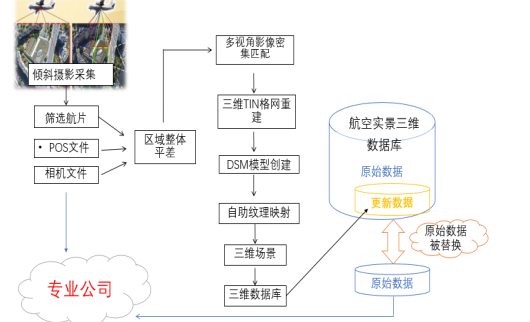 倾斜摄影采集
筛选航片
• POS文件
相机文件
专业公司
区域整体
平差
多视角影像密
集匹配
三维TIN格网重
建
DSM模型创建
自助纹理映射
三维场景
三维数据库
航空实景三维
数据库
原始数据
更新数据
原始数据
被替换
原始数据